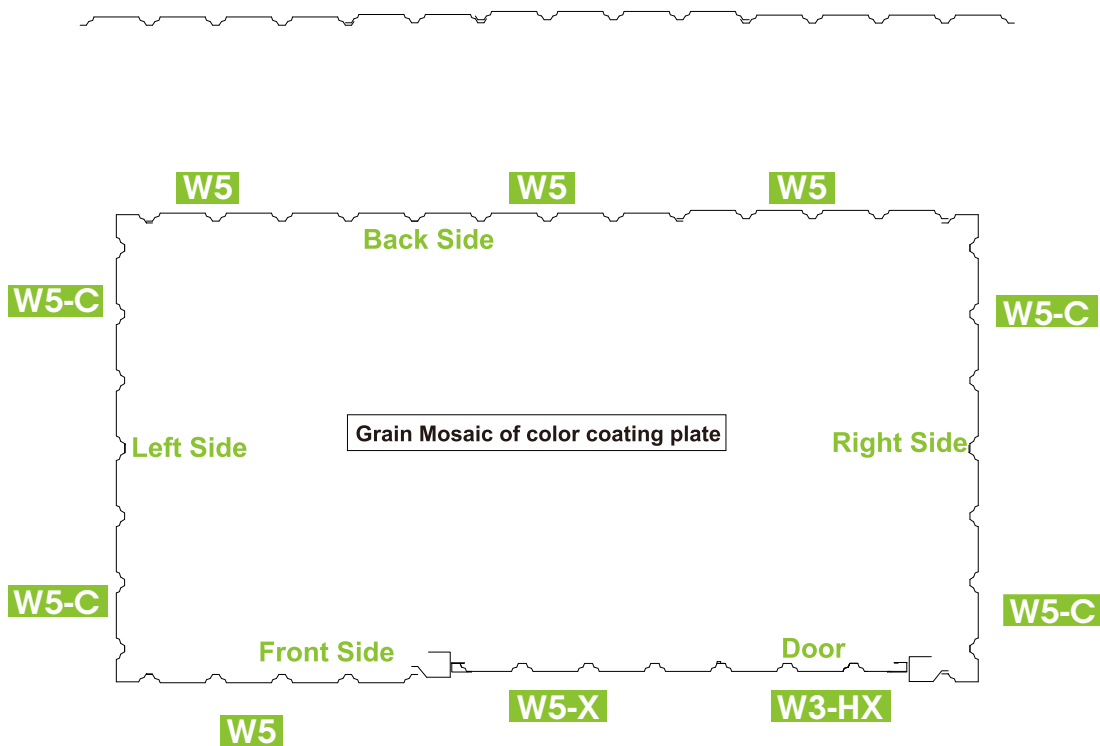 W5
W5
W5
Back Side
W5-C
W5-C
Grain Mosaic of color coating plate
Left Side
Right Side
W5-C
W5-C
Front Side
Door
W5-X
W3-HX
W5